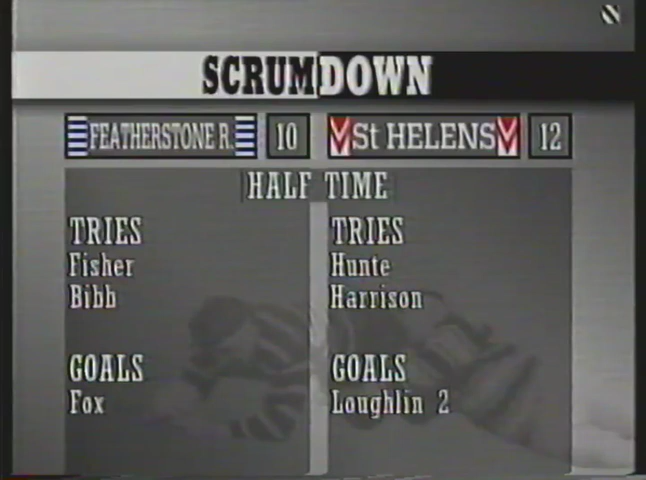 SCRUMDOWN
FEATHERSTONE R. 10 St HELENS 12
HALF TIME
TRIES
Fisher
Bibb
GOALS
Fox
TRIES
Hunte
Harrison
GOALS
Loughlin 2